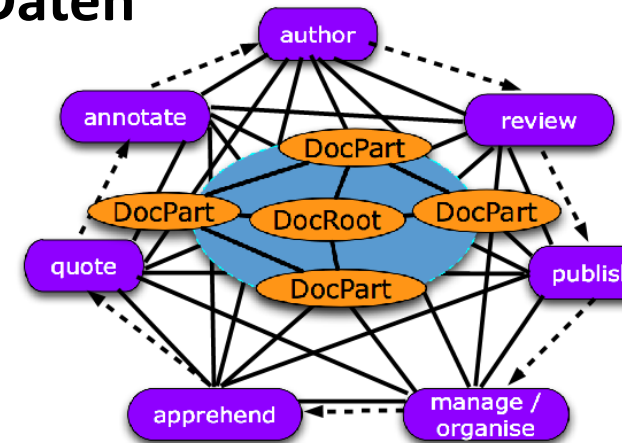 Daten
author
annotate
review
DocPart
DocPart
DocRoot
DocPart
quote
publish
DocPart
apprehend
manage /
organise